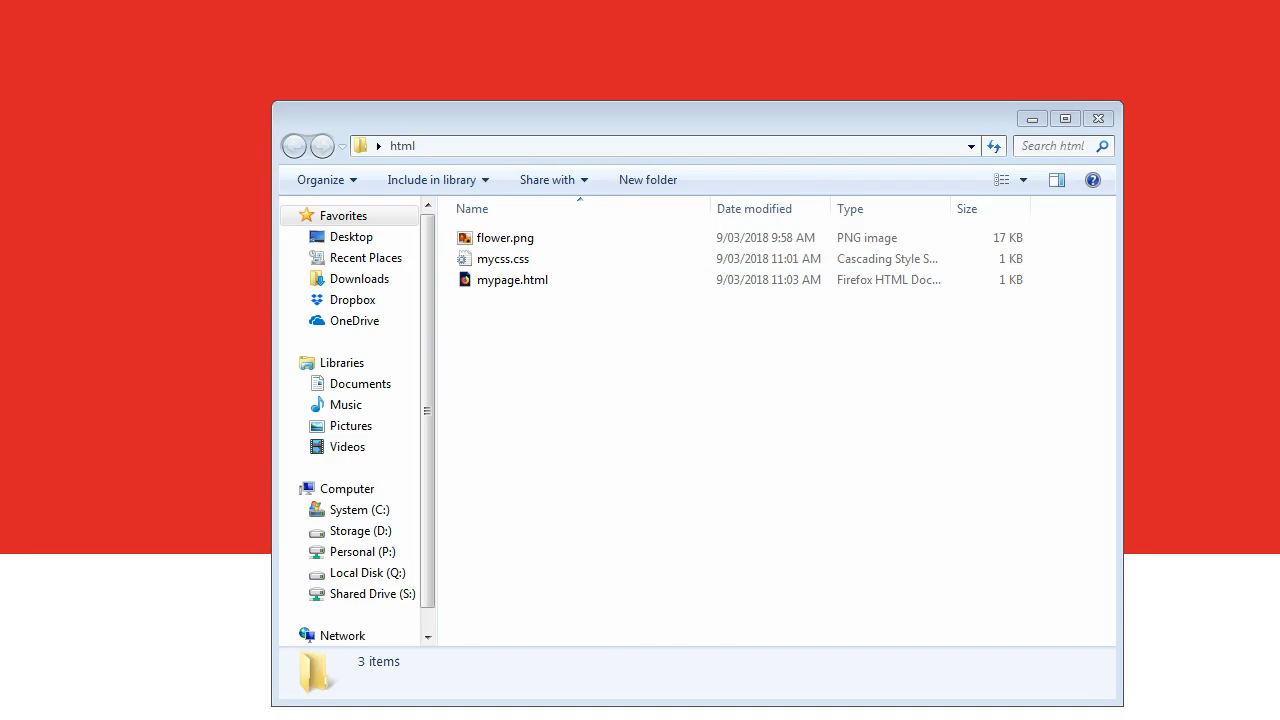 html
Search html
Organize Include in library Share with New folder
Name Date modified Type Size
Favorites
Desktop
Recent Places
Downloads
Dropbox
OneDrive
Libraries
Documents
Music
Pictures
Videos
Computer
System (C:)
Storage (D:)
Personal (P:)
Local Disk (Q:)
Shared Drive (S:)
Network
flower.png 9/03/2018 9:58 AM PNG image 17 KB
mycss.css 9/03/2018 11:01 AM Cascading Style S... 1 KB
mypage.html 9/03/2018 11:03 AM Firefox HTML Doc... 1 KB
3 items